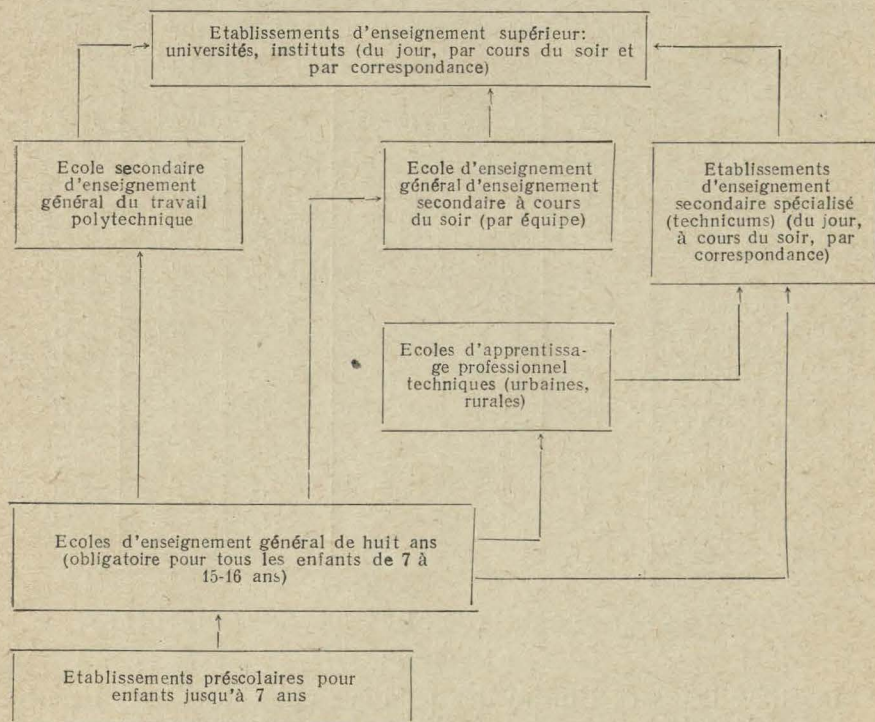 Etablissements d'enseignement supérieur:
universités, instituts (du jour, par cours du soir et
par correspondance)
Ecole secondaire
d'enseignement
général du travail
polytechnique
Ecole d'enseignement
général d'enseignement
secondaire à cours
du soir (par équipe)
Etablissements
d'enseignement
secondaire spécialisé
(technicums) (du jour,
à cours du soir, par
correspondance)
Ecoles d'apprentissa-
ge professionnel
techniques (urbaines,
rurales)
Ecoles d'enseignement général de huit ans
(obligatoire pour tous les enfants de 7 à
15-16 ans)
Etablissements préscolaires pour
enfants jusqu'à 7 ans